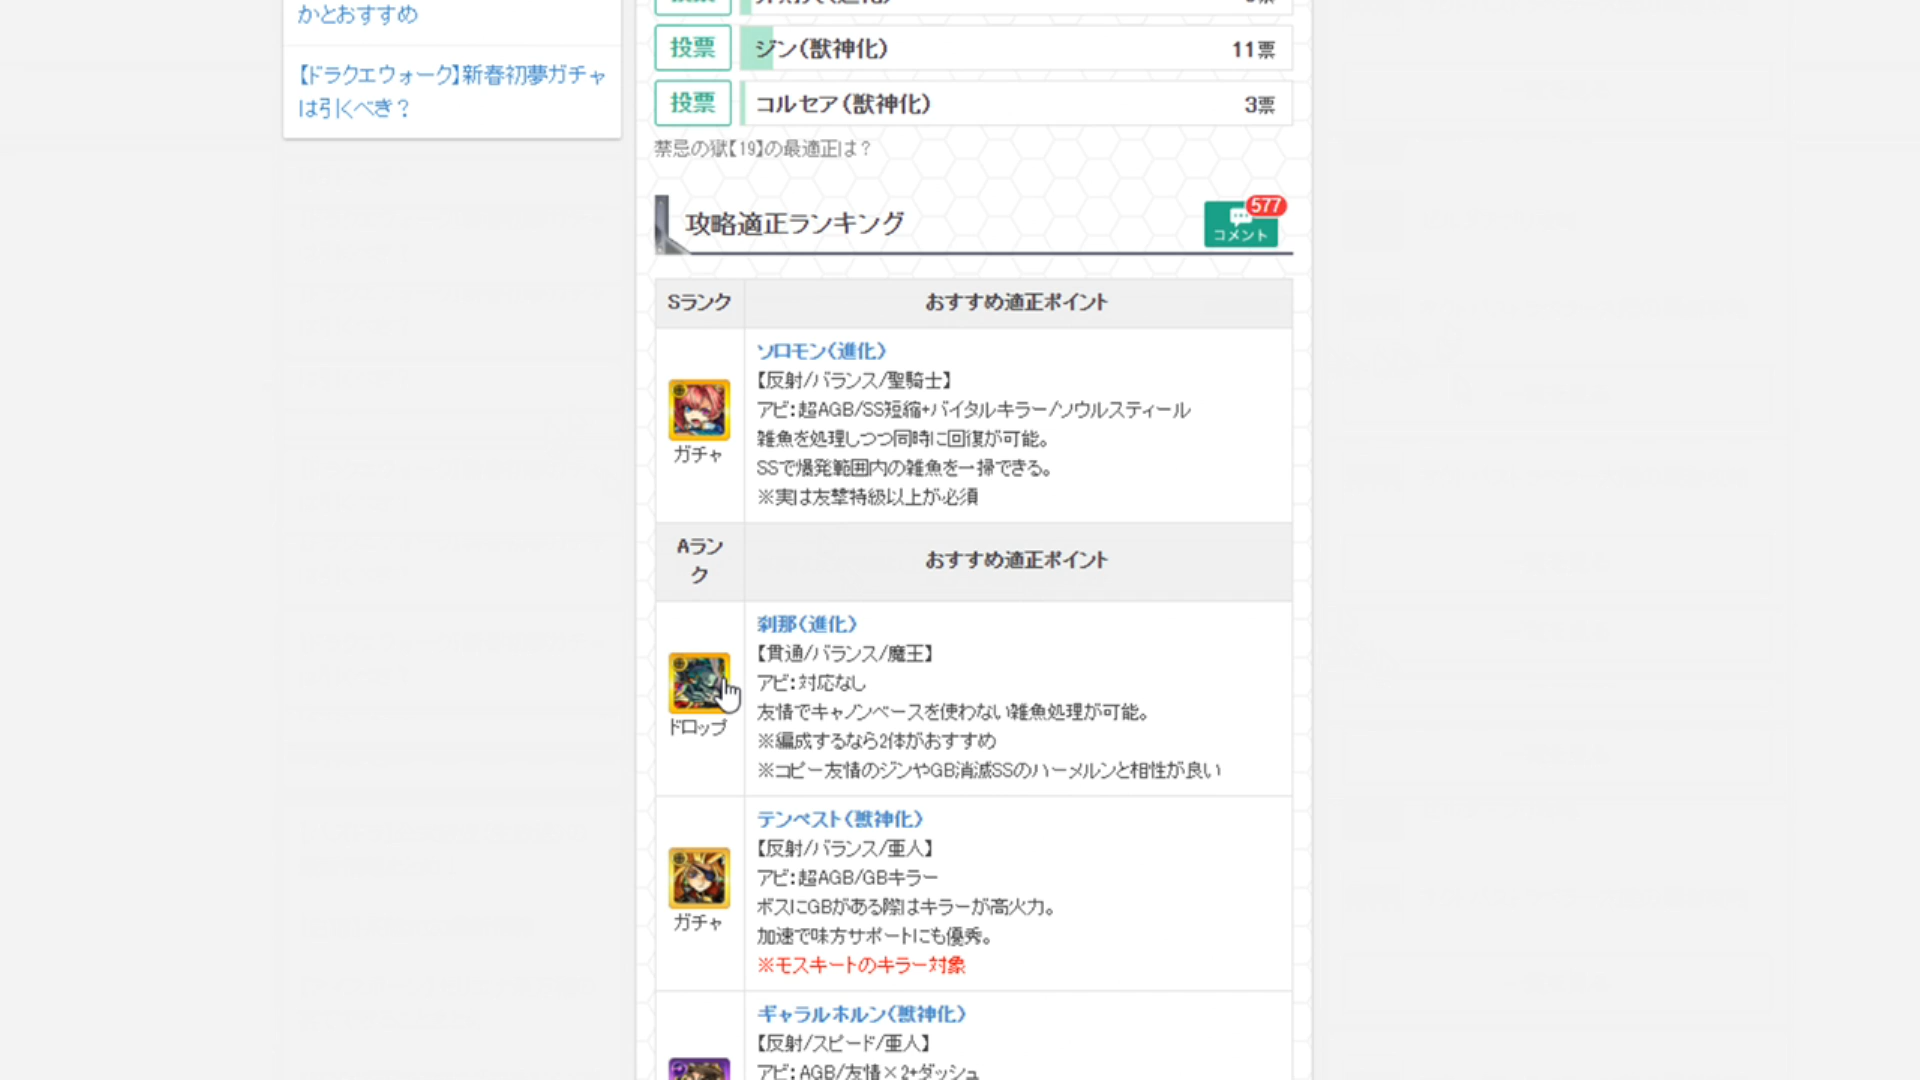 かとおすすめ
【ドラクエウォーク】新春初夢ガチャ
は引くべき？
投票 ジン(獣神化) 11票
投票 コルセア(獣神化) 3票
禁忌の獄【19】の最適正は？
攻略適正ランキング
577
コメント
Sランク おすすめ適正ポイント
ソロモン(進化)
【反射/バランス/聖騎士】
アビ:超AGB/SS短縮+バイタルキラー/ソウルスティール
雑魚を処理しつつ同時に回復が可能。
SSで爆発範囲内の雑魚を一掃できる。
※実は友撃特級以上が必須
ガチャ
Aラン
ク
おすすめ適正ポイント
刹那(進化)
【貫通/バランス/魔王】
アビ:対応なし
友情でキャノンベースを使わない雑魚処理が可能。
※編成するなら2体がおすすめ
※コピー友情のジンやGB消滅SSのハーメルンと相性が良い
ドロップ
テンペスト(獣神化)
【反射/バランス/亜人】
アビ:超AGB/GBキラー
ボスにGBがある際はキラーが高火力。
加速で味方サポートにも優秀。
※モスキートのキラー対象
ガチャ
ギャラルホルン(獣神化)
【反射/スピード/亜人】
アビ:AGB/友情×2+ダッシュ